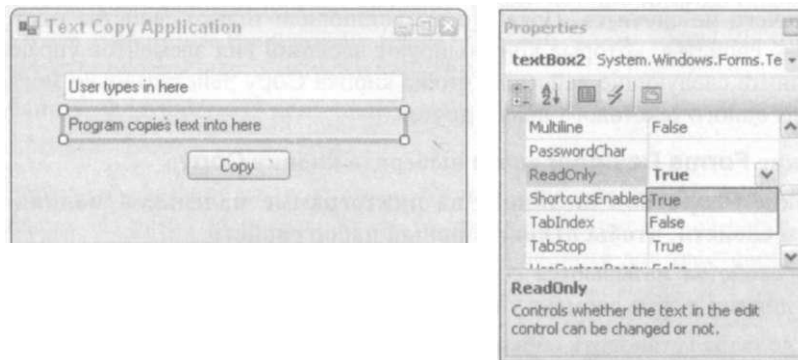 Text Copy Application
User types in here
Program copies text into here
Copy
Properties
textBox2 System.Windows.Forms.Te
Multiline False
PasswordChar
ReadOnly True
ShortcutsEnabled True
False
TabIndex
TabStop True
ReadOnly
Controls whether the text in the edit
control can be changed or not.